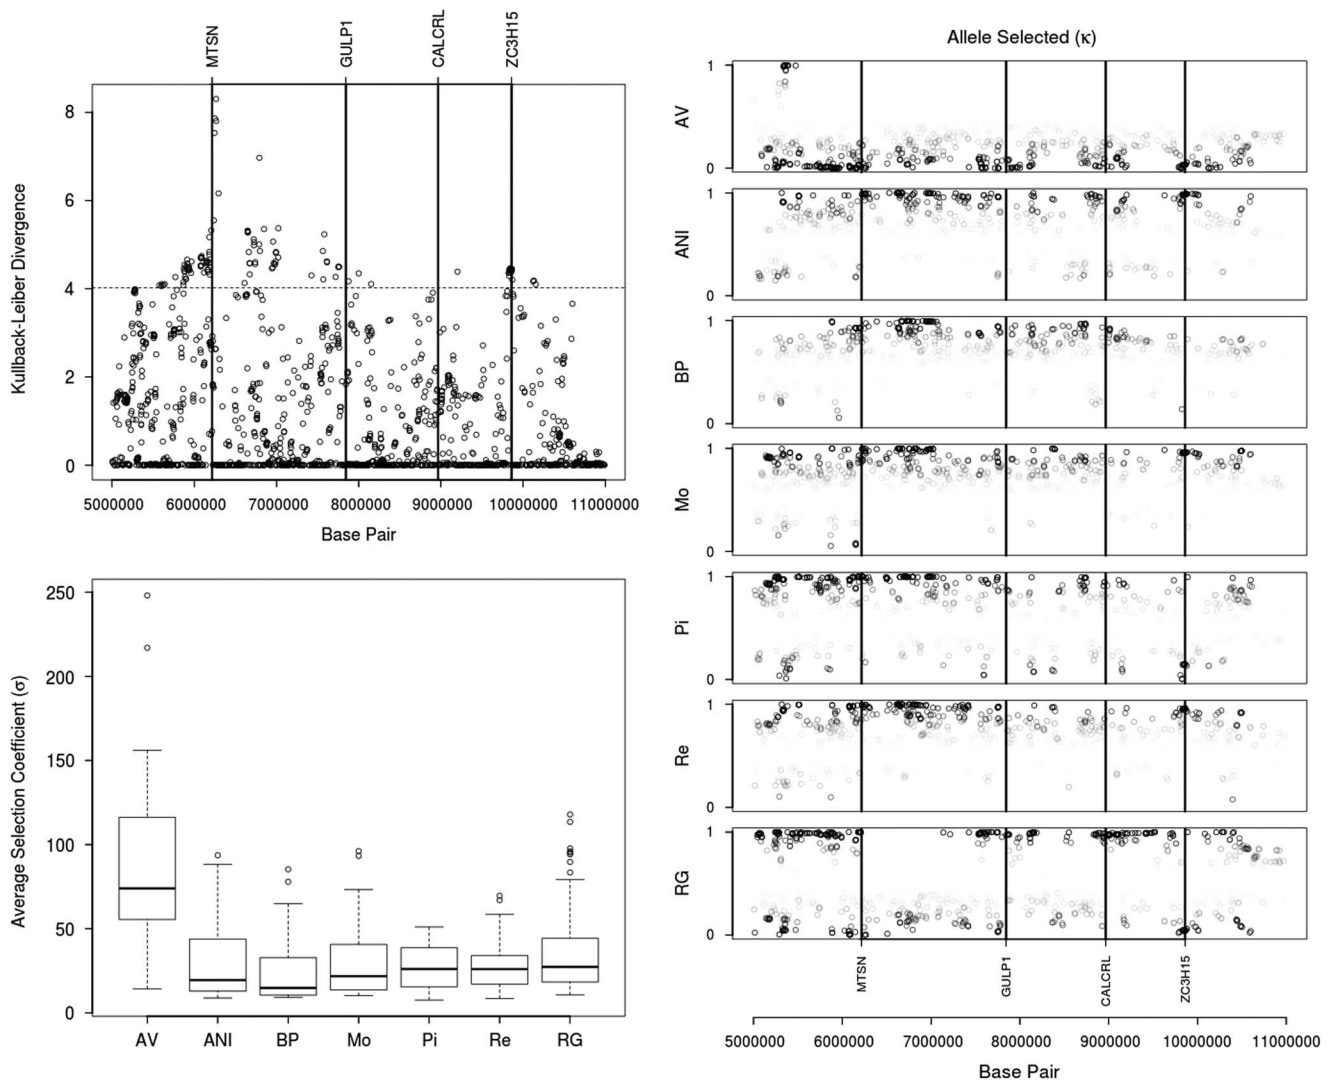 MTSN
GULP1
CALCRL
ZC3H15
Kullback-Leiber Divergence
8
6
4
2
0
5000000 6000000 7000000 8000000 9000000 10000000 11000000
Base Pair
Average Selection Coefficient (σ)
250
200
150
100
50
0
AV ANI BP Mo Pi Re RG
Allele Selected (κ)
AV
1
0
ANI
1
0
BP
1
0
Mo
1
0
Pi
1
0
Re
1
0
RG
1
0
MTSN
GULP1
CALCRL
ZC3H15
5000000 6000000 7000000 8000000 9000000 10000000 11000000
Base Pair